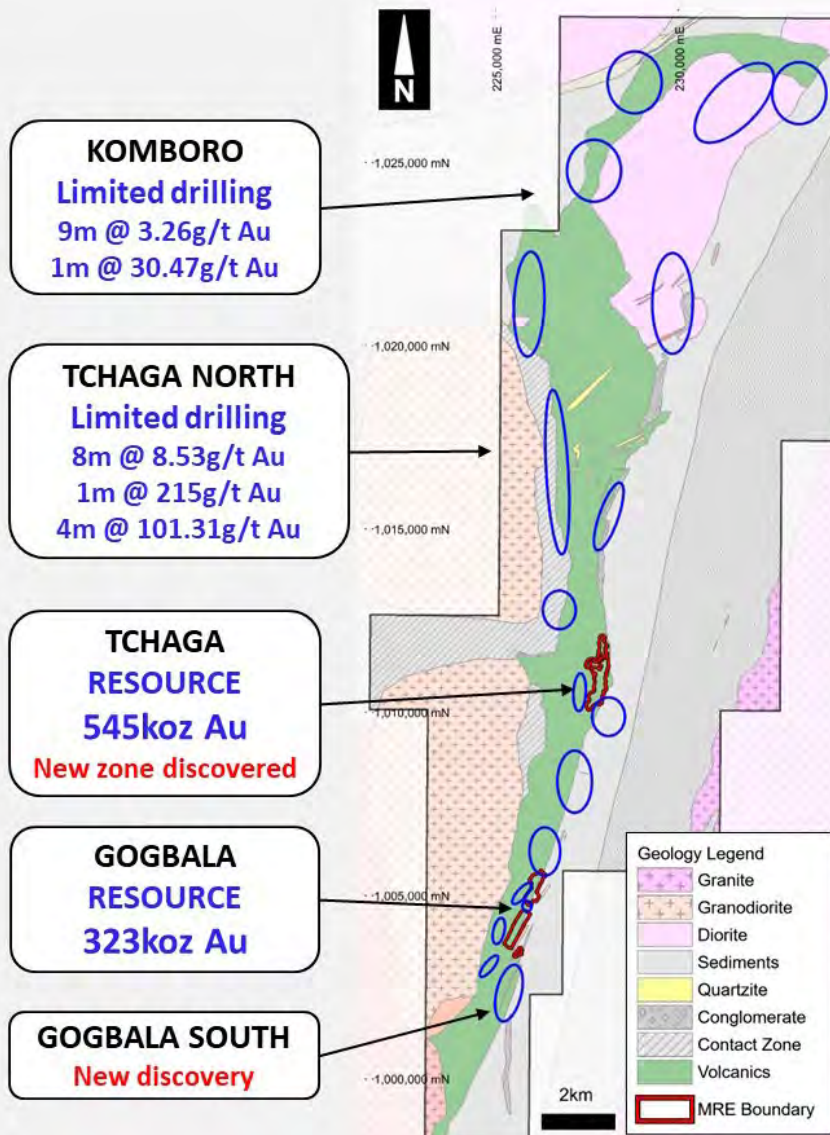 N
225,000 mE
230,000 mE
KOMBORO
Limited drilling
9m @ 3.26g/t Au
1m @ 30.47g/t Au
1,025,000 mN
1,020,000 mN
TCHAGA NORTH
Limited drilling
8m @ 8.53g/t Au
1m @ 215g/t Au
4m @ 101.31g/t Au
1,015,000 mN
TCHAGA
RESOURCE
545koz Au
New zone discovered
1,010,000 mN
GOGBALA
RESOURCE
323koz Au
1,005,000 mN
GOGBALA SOUTH
New discovery
1,000,000 mN
2km
Geology Legend
Granite
Granodiorite
Diorite
Sediments
Quartzite
Conglomerate
Contact Zone
Volcanics
MRE Boundary